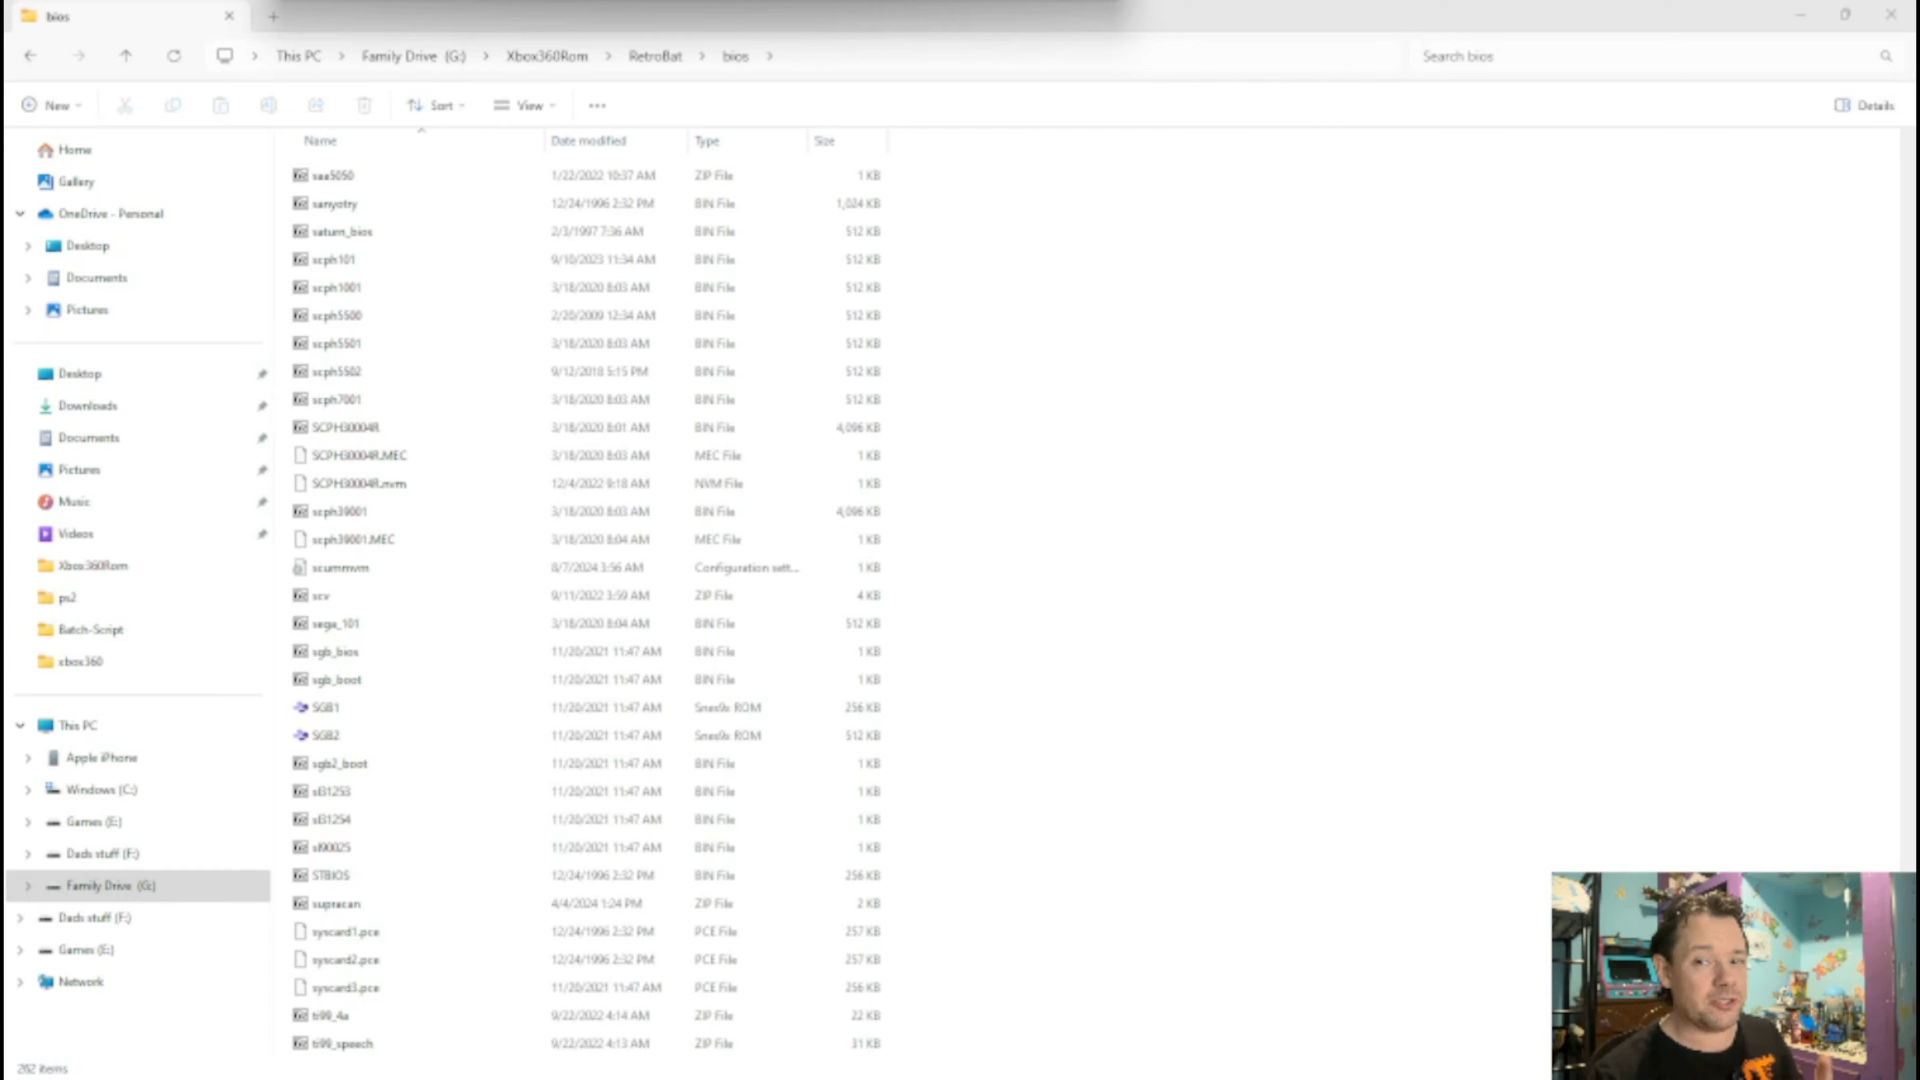 bios
This PC > Family Drive (G:) > Xbox360Rom > RetroBat > bios >
Search bios
New
Sort
View
Details
Name Date modified Type Size
Home
Gallery
OneDrive - Personal
Desktop
Documents
Pictures
Desktop
Downloads
Documents
Pictures
Music
Videos
Xbox360Rom
ps2
Batch-Script
xbox360
This PC
Apple iPhone
Windows (C:)
Games (E:)
Dads stuff (F:)
Family Drive (G:)
Dads stuff (F:)
Games (E:)
Network
saa5050 1/22/2022 10:37 AM ZIP File 1 KB
sanyotry 12/24/1996 2:32 PM BIN File 1,024 KB
saturn_bios 2/3/1997 7:36 AM BIN File 512 KB
scph101 9/10/2023 11:34 AM BIN File 512 KB
scph1001 3/18/2020 8:03 AM BIN File 512 KB
scph5500 2/20/2009 12:34 AM BIN File 512 KB
scph5501 3/18/2020 8:03 AM BIN File 512 KB
scph5502 9/12/2018 5:15 PM BIN File 512 KB
scph7001 3/18/2020 8:03 AM BIN File 512 KB
SCPH30004R 3/18/2020 8:01 AM BIN File 4,096 KB
SCPH30004R.MEC 3/18/2020 8:03 AM MEC File 1 KB
SCPH30004R.nvm 12/4/2022 9:18 AM NVM File 1 KB
scph39001 3/18/2020 8:03 AM BIN File 4,096 KB
scph39001.MEC 3/18/2020 8:04 AM MEC File 1 KB
scummvm 8/7/2024 3:56 AM Configuration sett... 1 KB
scv 9/11/2022 3:59 AM ZIP File 4 KB
sega_101 3/18/2020 8:04 AM BIN File 512 KB
sgb_bios 11/20/2021 11:47 AM BIN File 1 KB
sgb_boot 11/20/2021 11:47 AM BIN File 1 KB
SGB1 11/20/2021 11:47 AM Snes9x ROM 256 KB
SGB2 11/20/2021 11:47 AM Snes9x ROM 512 KB
sgb2_boot 11/20/2021 11:47 AM BIN File 1 KB
sl31253 11/20/2021 11:47 AM BIN File 1 KB
sl31254 11/20/2021 11:47 AM BIN File 1 KB
sl90025 11/20/2021 11:47 AM BIN File 1 KB
STBIOS 12/24/1996 2:32 PM BIN File 256 KB
supracan 4/4/2024 1:24 PM ZIP File 2 KB
syscard1.pce 12/24/1996 2:32 PM PCE File 257 KB
syscard2.pce 12/24/1996 2:32 PM PCE File 257 KB
syscard3.pce 11/20/2021 11:47 AM PCE File 256 KB
ti99_4a 9/22/2022 4:14 AM ZIP File 22 KB
ti99_speech 9/22/2022 4:13 AM ZIP File 31 KB
262 items